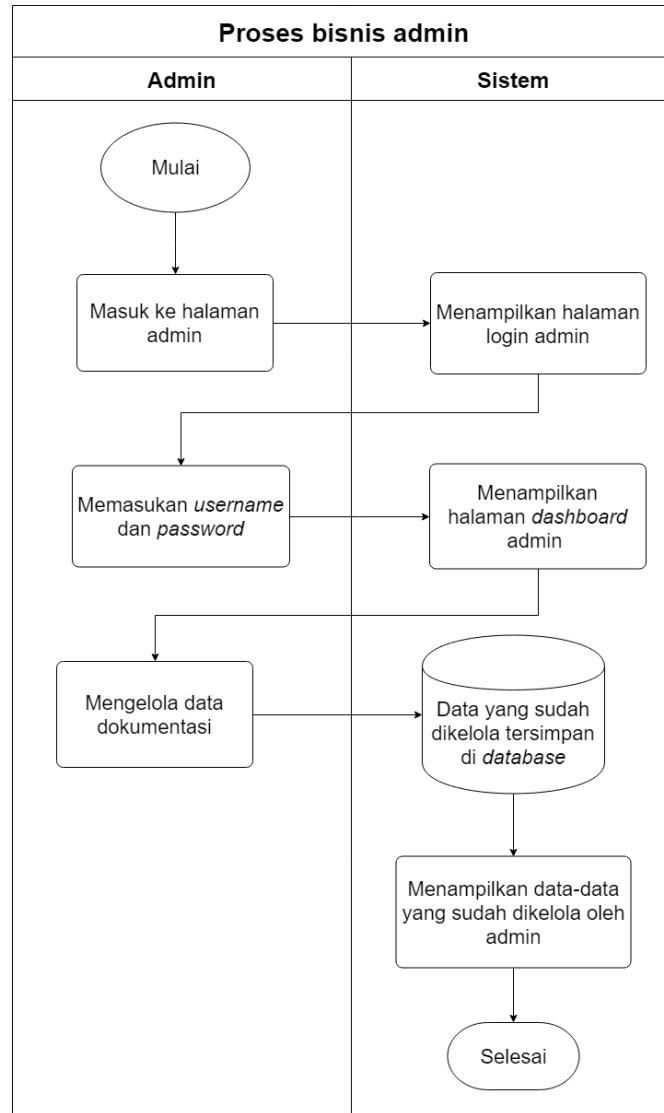 Proses bisnis admin
Admin
Sistem
Mulai
Masuk ke halaman
admin
Menampilkan halaman
login admin
Memasukan username
dan password
Menampilkan
halaman dashboard
admin
Mengelola data
dokumentasi
Data yang sudah
dikelola tersimpan
di database
Menampilkan data-data
yang sudah dikelola oleh
admin
Selesai